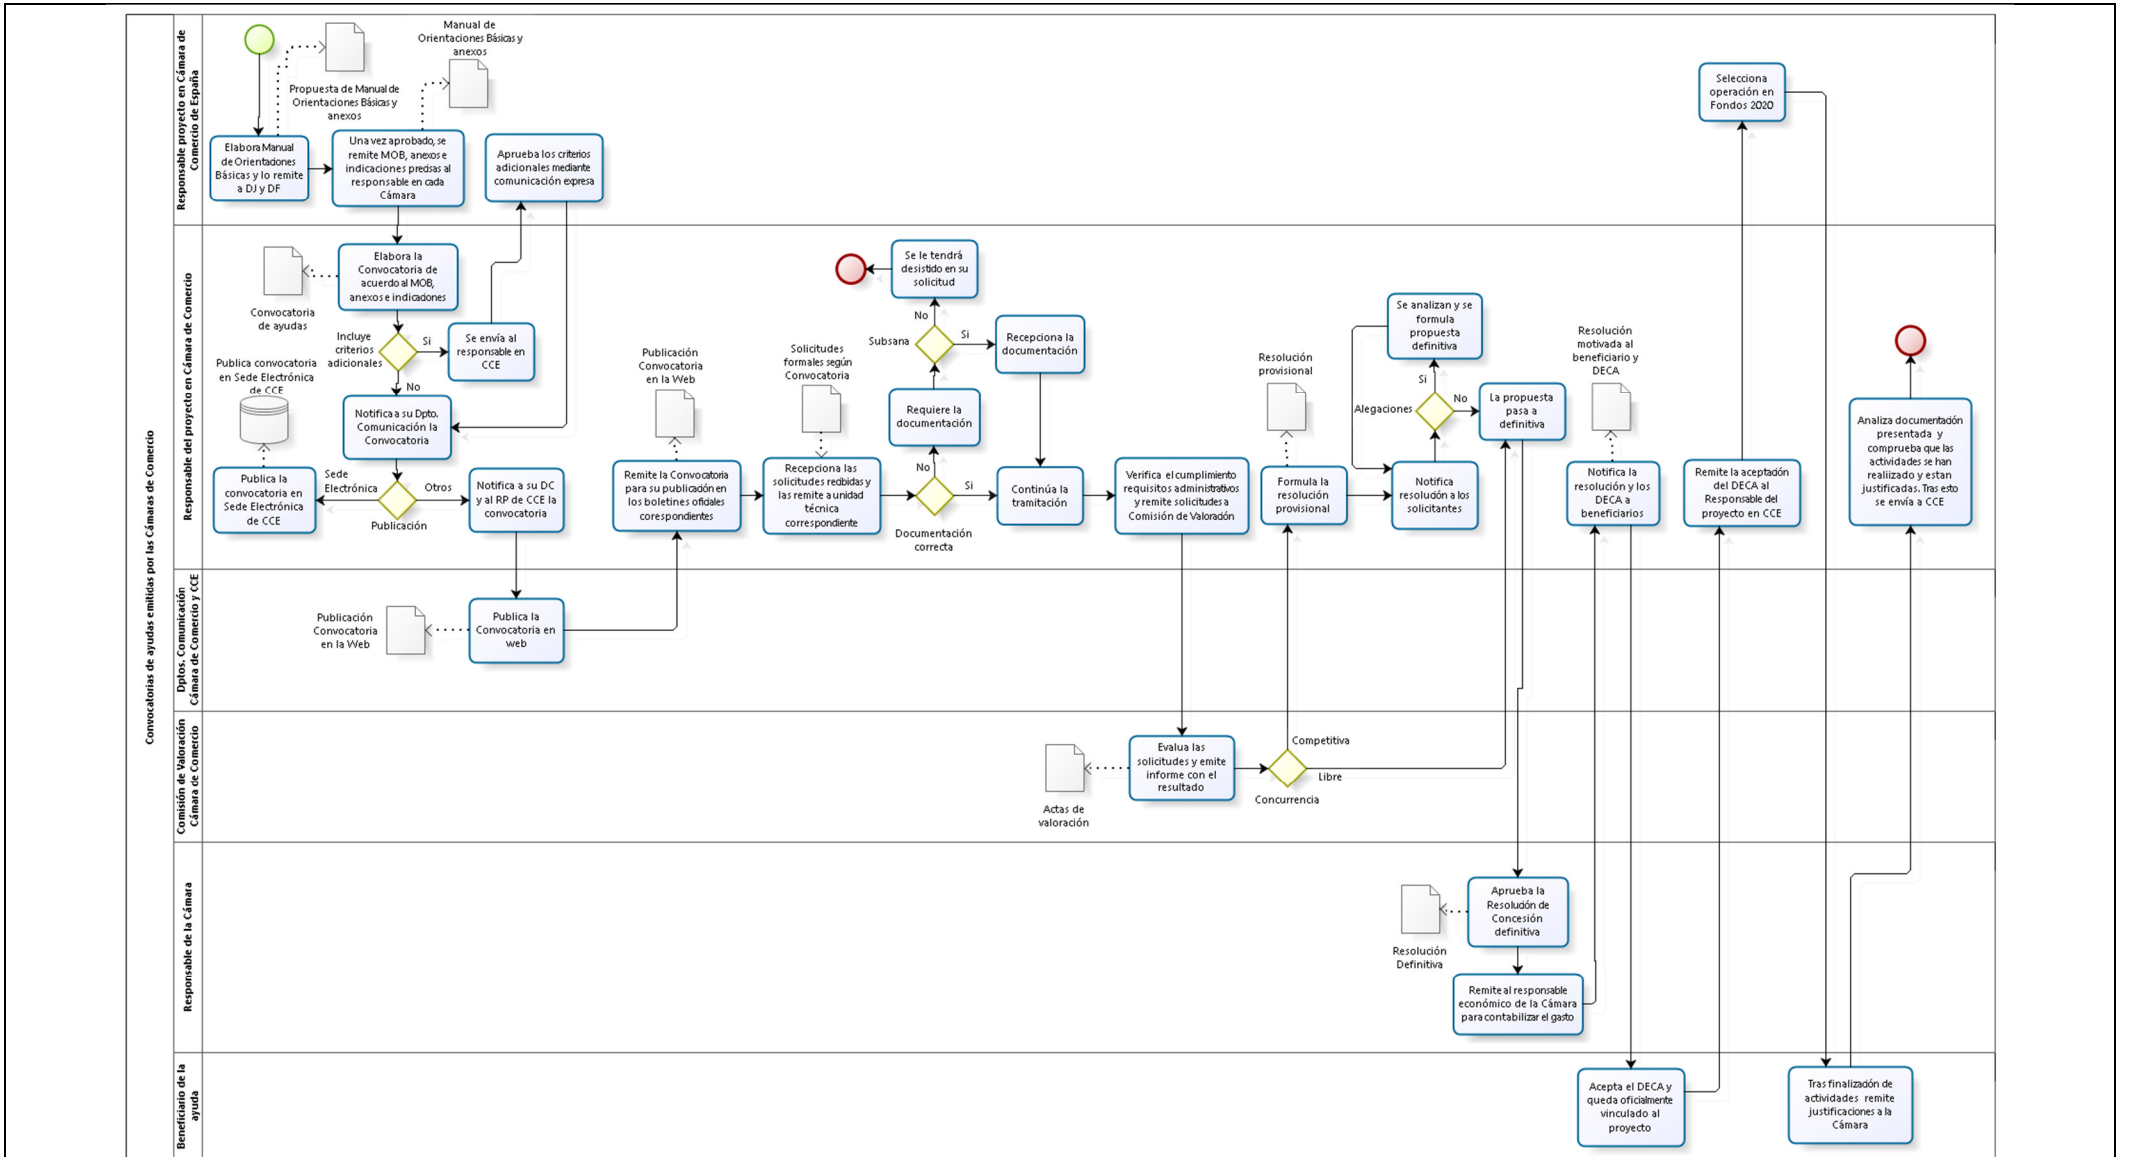 Convocatorias de ayudas emitidas por las Cámaras de Comercio
Responsable proyecto en Cámara de
Comercio de España
Propuesta de Manual de
Orientaciones Básicas y
anexos
Manual de
Orientaciones Básicas y
anexos
Elabora Manual
de Orientaciones
Básicas y lo remite
a DJ y DF
Una vez aprobado, se
remite MOB, anexos e
indicaciones precisas al
responsable en cada
Cámara
Aprueba los criterios
adicionales mediante
comunicación expresa
Selecciona
operación en
Fondos 2020
Responsable del proyecto en Cámara de Comercio
Convocatoria
de ayudas
Elabora la
Convocatoria de
acuerdo al MOB,
anexos e indicaciones
Incluye
criterios
adicionales
Si
Se envía al
responsable en
CCE
No
Publica convocatoria
en Sede Electrónica
de CCE
Notifica a su Dpto.
Comunicación la
Convocatoria
Publica la
convocatoria en
Sede Electrónica
de CCE
Sede
Electrónica
Otros
Publicación
Notifica a su DC
y al RP de CCE la
convocatoria
Publicación
Convocatoria
en la Web
Remite la Convocatoria
para su publicación en
los boletines oficiales
corespondientes
Solicitudes
formales según
Convocatoria
Recepciona las
solicitudes recibidas y
las remite a unidad
técnica
correspondiente
Se le tendrá
desistido en su
solicitud
No
Subsana
Si
Recepciona la
documentación
Requiere la
documentación
No
Si
Documentación
correcta
Continúa la
tramitación
Verifica el cumplimiento
requisitos administrativos
y remite solicitudes a
Comisión de Valoración
Resolución
provisional
Formula la
resolución
provisional
Se analizan y se
formula
propuesta
definitiva
Si
Alegaciones
No
Notifica
resolución a los
solicitantes
La propuesta
pasa a
definitiva
Resolución
motivada al
beneficiario y
DECA
Notifica la
resolución y los
DECA a
beneficiarios
Remite la aceptación
del DECA al
Responsable del
proyecto en CCE
Analiza documentación
presentada y
comprueba que las
actividades se han
realizado y estan
justificadas. Tras esto
se envía a CCE
Dptos. Comunicación
Cámara de Comercio y CCE
Publicación
Convocatoria
en la Web
Publica la
Convocatoria en
web
Comisión de Valoración
Cámara de Comercio
Actas de
valoración
Evalua las
solicitudes y emite
informe con el
resultado
Competitiva
Libre
Concurrencia
Responsable de la Cámara
Resolución
Definitiva
Aprueba la
Resolución de
Concesión
definitiva
Remite al responsable
económico de la Cámara
para contabilizar el gasto
Beneficiario de la
ayuda
Acepta el DECA y
queda oficialmente
vinculado al
proyecto
Tras finalización de
actividades remite
justificaciones a la
Cámara